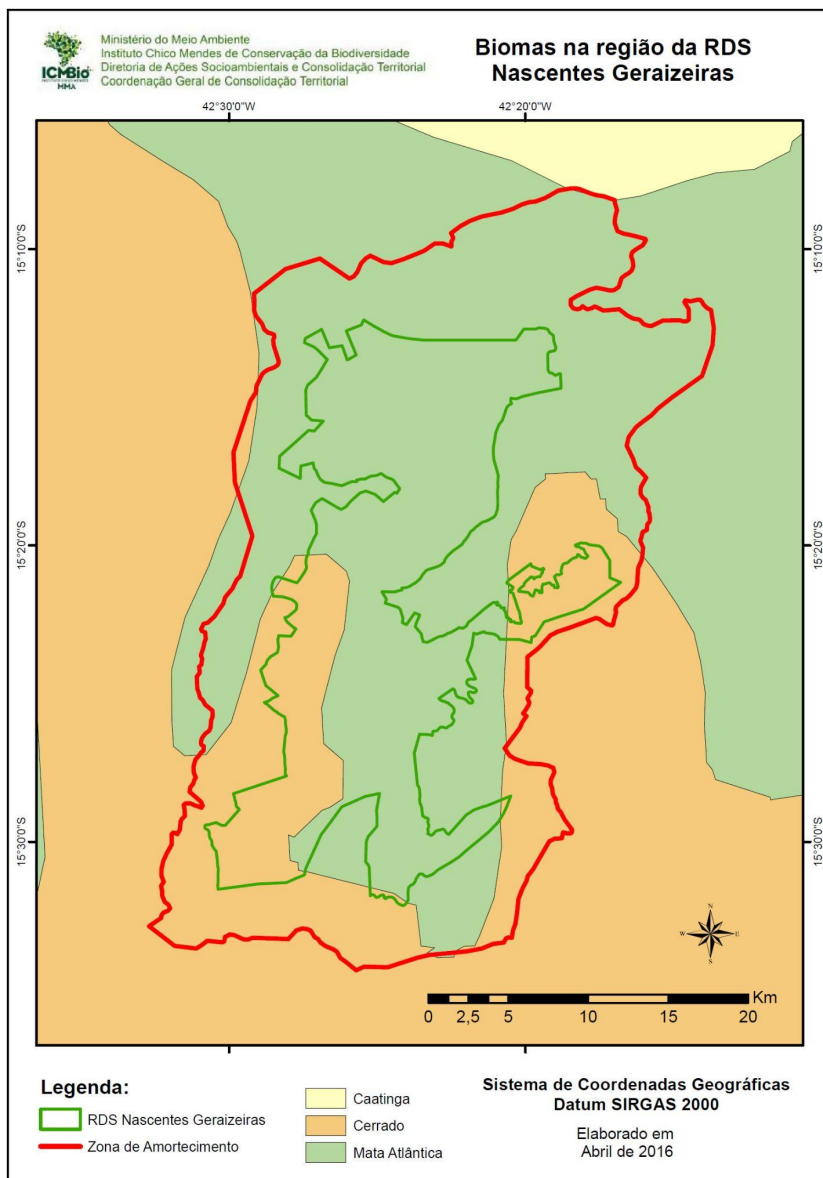 ICMBio
INSTITUTO CHICO MENDES
MMA
Ministério do Meio Ambiente
Instituto Chico Mendes de Conservação da Biodiversidade
Diretoria de Ações Socioambientais e Consolidação Territorial
Coordenação Geral de Consolidação Territorial
Biomas na região da RDS
Nascentes Geraizeiras
42°30'0"W
42°20'0"W
15°10'0"S
15°10'0"S
15°20'0"S
15°20'0"S
15°30'0"S
15°30'0"S
N
W
E
S
Km
0 2,5 5 10 15 20
Legenda:
RDS Nascentes Geraizeiras
Zona de Amortecimento
Caatinga
Cerrado
Mata Atlântica
Sistema de Coordenadas Geográficas
Datum SIRGAS 2000
Elaborado em
Abril de 2016